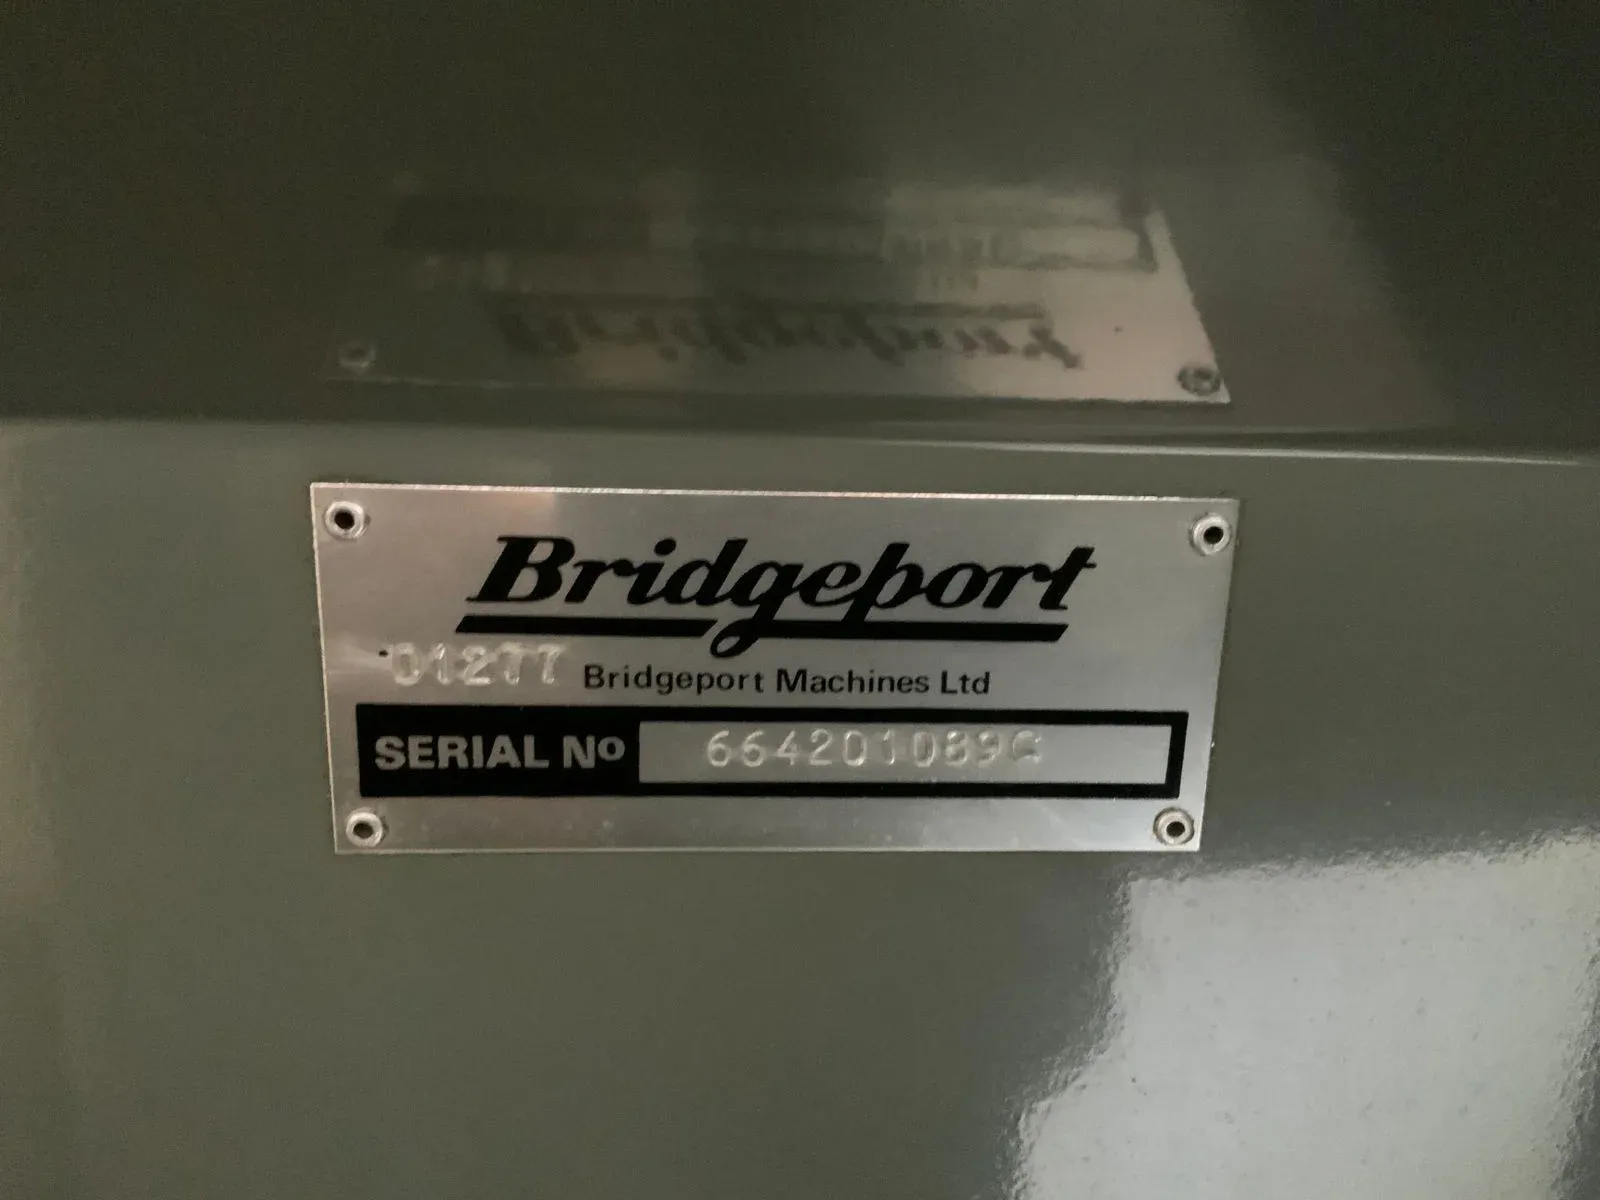 Bridgeport
01277 Bridgeport Machines Ltd
SERIAL No 664201089C